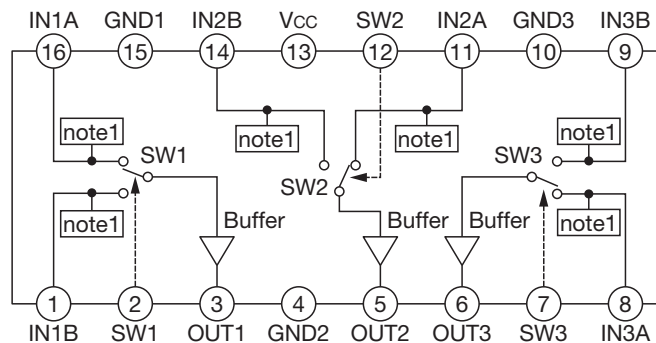 IN1A GND1 IN2B VCC SW2 IN2A GND3 IN3B
16 15 14 13 12 11 10 9
note1 note1 note1 note1
SW1 SW2 SW3
note1 note1
Buffer Buffer Buffer
1 2 3 4 5 6 7 8
IN1B SW1 OUT1 GND2 OUT2 OUT3 SW3 IN3A